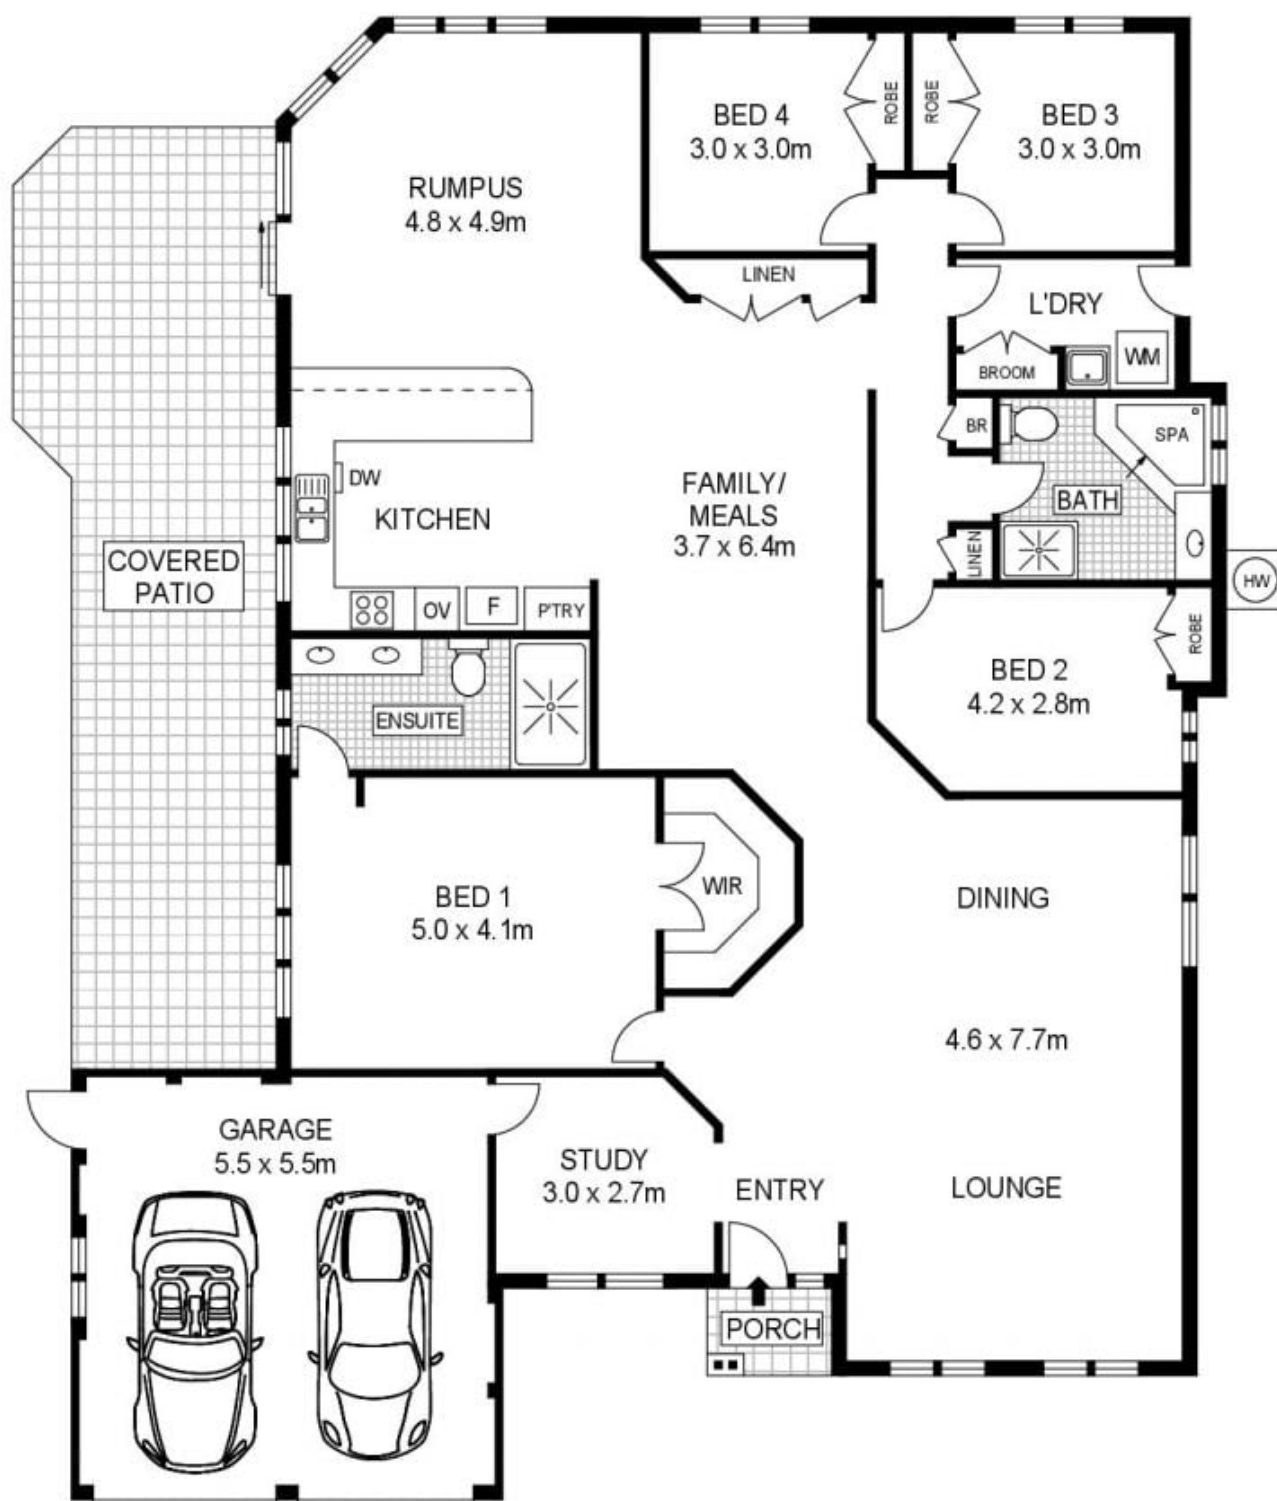 BED 4
3.0 x 3.0m
ROBE
ROBE
BED 3
3.0 x 3.0m
RUMPUS
4.8 x 4.9m
LINEN
L'DRY
WM
BROOM
BR
SPA
BATH
LINEN
HW
DW
KITCHEN
FAMILY/
MEALS
3.7 x 6.4m
COVERED
PATIO
OV
F
P'TRY
ENSUITE
BED 2
4.2 x 2.8m
ROBE
BED 1
5.0 x 4.1m
WIR
DINING
4.6 x 7.7m
GARAGE
5.5 x 5.5m
STUDY
3.0 x 2.7m
ENTRY
LOUNGE
PORCH